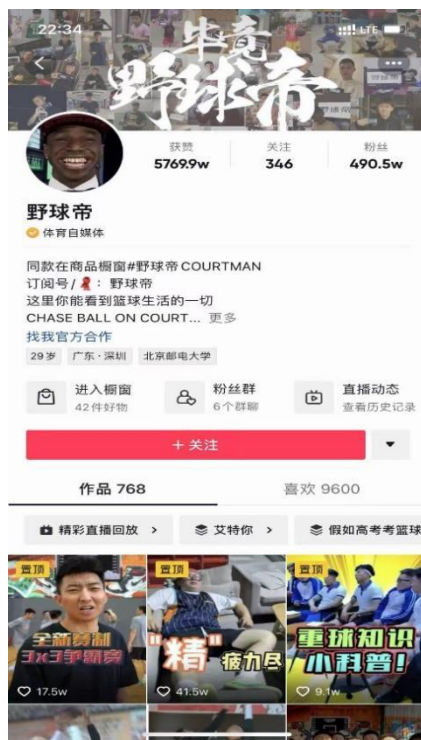 22:34
LTE
毕竟
野球帝
获赞 关注 粉丝
5769.9w 346 490.5w
野球帝
体育自媒体
同款在商品橱窗#野球帝 COURTMAN
订阅号/ : 野球帝
这里你能看到篮球生活的一切
CHASE BALL ON COURT... 更多
找我官方合作
29岁 广东·深圳 北京邮电大学
进入橱窗 粉丝群 直播动态
42件好物 6个群聊 查看历史记录
+ 关注
作品 768 喜欢 9600
精彩直播回放 > 艾特你 > 假如高考考篮球
置顶 置顶 置顶
全新赛制
3x3争霸赛
"精"疲力尽
重球知识
小科普!
17.5w 41.5w 9.1w